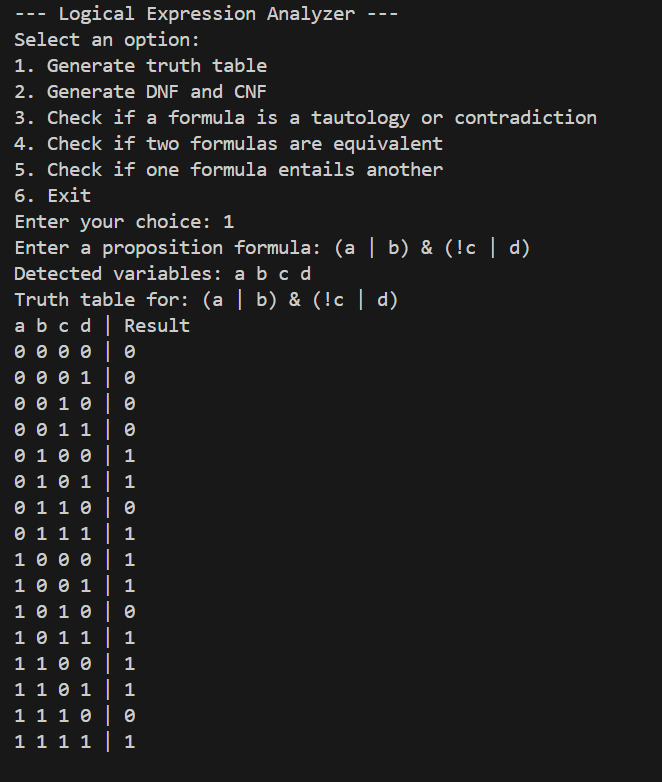 --- Logical Expression Analyzer ---
Select an option:
1. Generate truth table
2. Generate DNF and CNF
3. Check if a formula is a tautology or contradiction
4. Check if two formulas are equivalent
5. Check if one formula entails another
6. Exit
Enter your choice: 1
Enter a proposition formula: (a | b) & (!c | d)
Detected variables: a b c d
Truth table for: (a | b) & (!c | d)
a b c d | Result
0 0 0 0 | 0
0 0 0 1 | 0
0 0 1 0 | 0
0 0 1 1 | 0
0 1 0 0 | 1
0 1 0 1 | 1
0 1 1 0 | 0
0 1 1 1 | 1
1 0 0 0 | 1
1 0 0 1 | 1
1 0 1 0 | 0
1 0 1 1 | 1
1 1 0 0 | 1
1 1 0 1 | 1
1 1 1 0 | 0
1 1 1 1 | 1